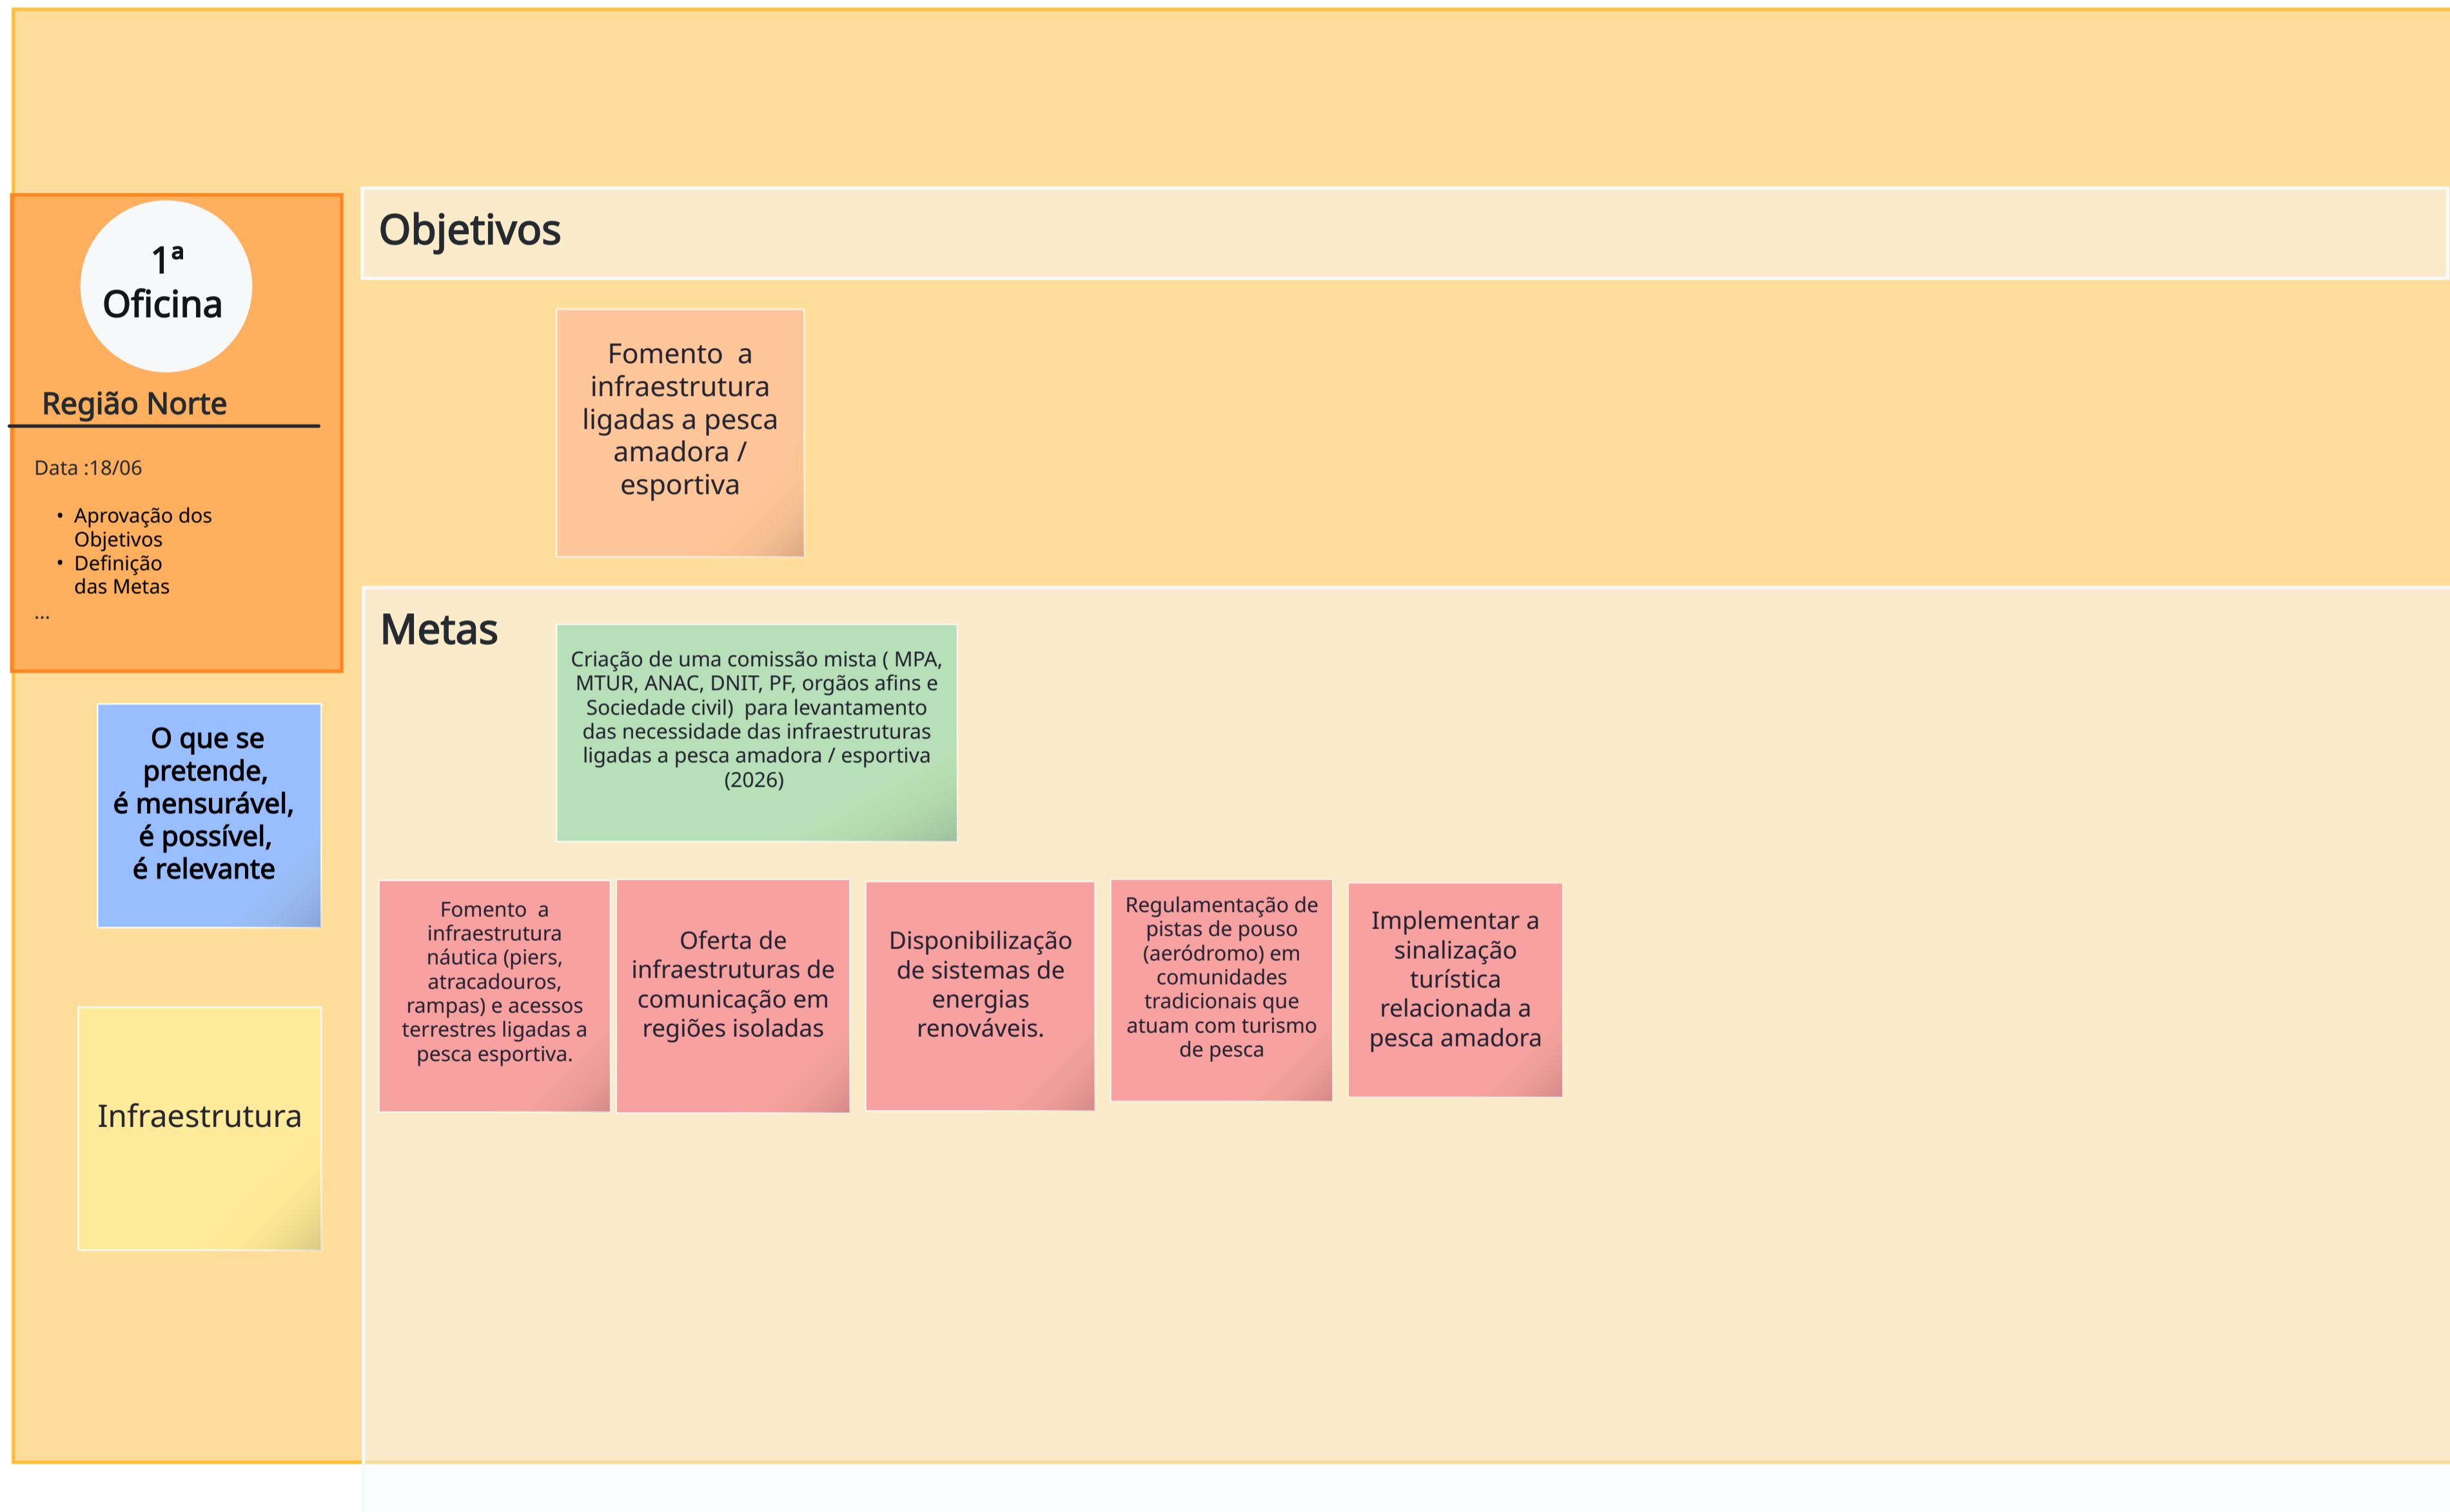 1ª
Oficina
Região Norte
Data :18/06
• Aprovação dos
Objetivos
• Definição
das Metas
...
O que se
pretende,
é mensurável,
é possível,
é relevante
Infraestrutura
Objetivos
Fomento  a
infraestrutura
ligadas a pesca
amadora /
esportiva
Metas
Criação de uma comissão mista ( MPA,
MTUR, ANAC, DNIT, PF, orgãos afins e
Sociedade civil)  para levantamento
das necessidade das infraestruturas
ligadas a pesca amadora / esportiva
(2026)
Fomento  a
infraestrutura
náutica (piers,
atracadouros,
rampas) e acessos
terrestres ligadas a
pesca esportiva.
Oferta de
infraestruturas de
comunicação em
regiões isoladas
Disponibilização
de sistemas de
energias
renováveis.
Regulamentação de
pistas de pouso
(aeródromo) em
comunidades
tradicionais que
atuam com turismo
de pesca
Implementar a
sinalização
turística
relacionada a
pesca amadora